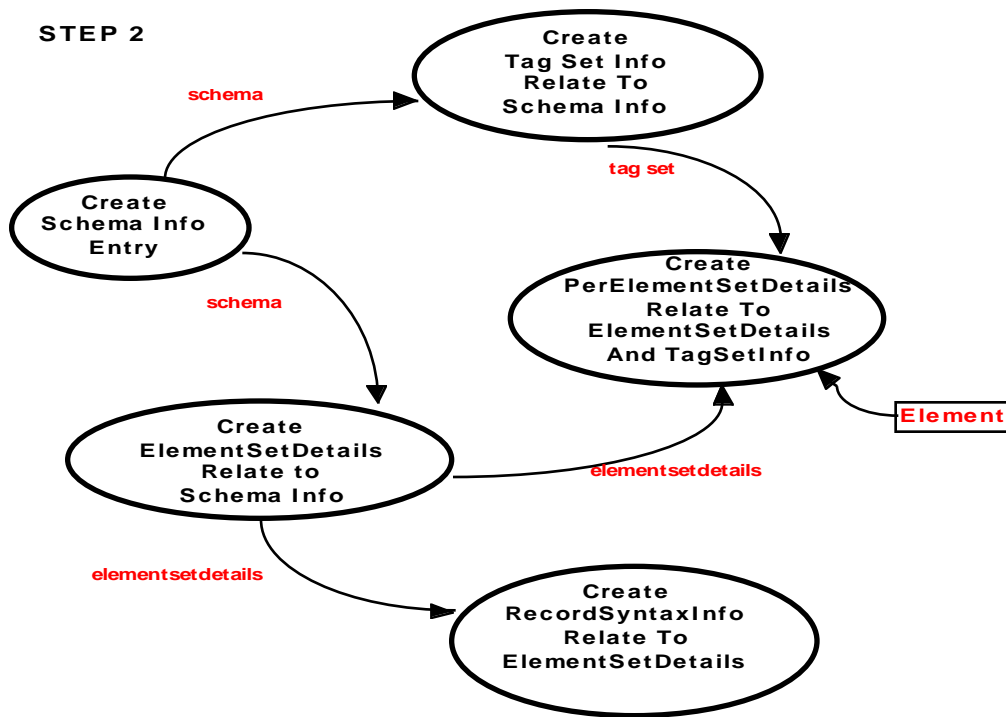 STEP 2
Create
Tag Set Info
Relate To
Schema Info
schema
tag set
Create
Schema Info
Entry
schema
Create
PerElementSetDetails
Relate To
ElementSetDetails
And TagSetInfo
Element
Create
ElementSetDetails
Relate to
Schema Info
elementsetdetails
elementsetdetails
Create
RecordSyntaxInfo
Relate To
ElementSetDetails